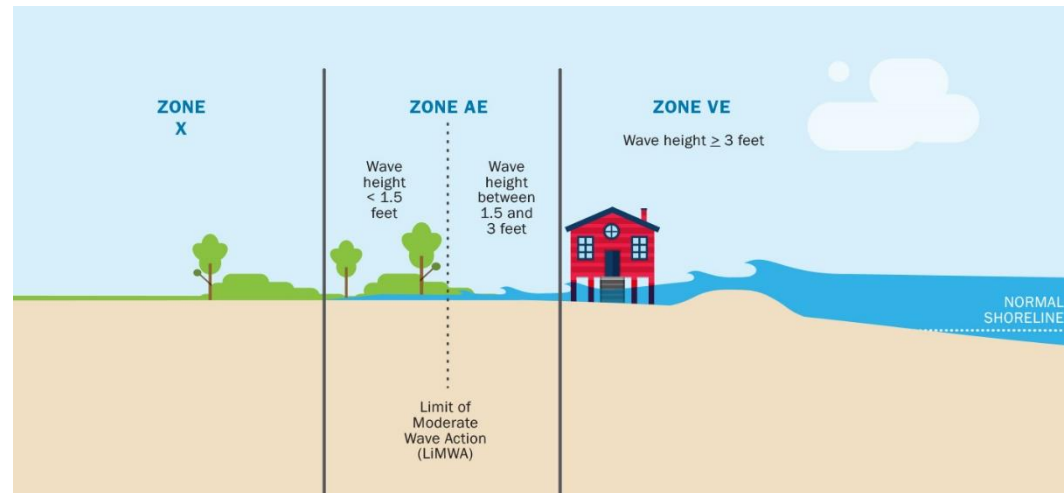 ZONE
X
ZONE AE
ZONE VE
Wave height ≥ 3 feet
Wave
height
< 1.5
feet
Wave
height
between
1.5 and
3 feet
NORMAL
SHORELINE
Limit of
Moderate
Wave Action
(LiMWA)